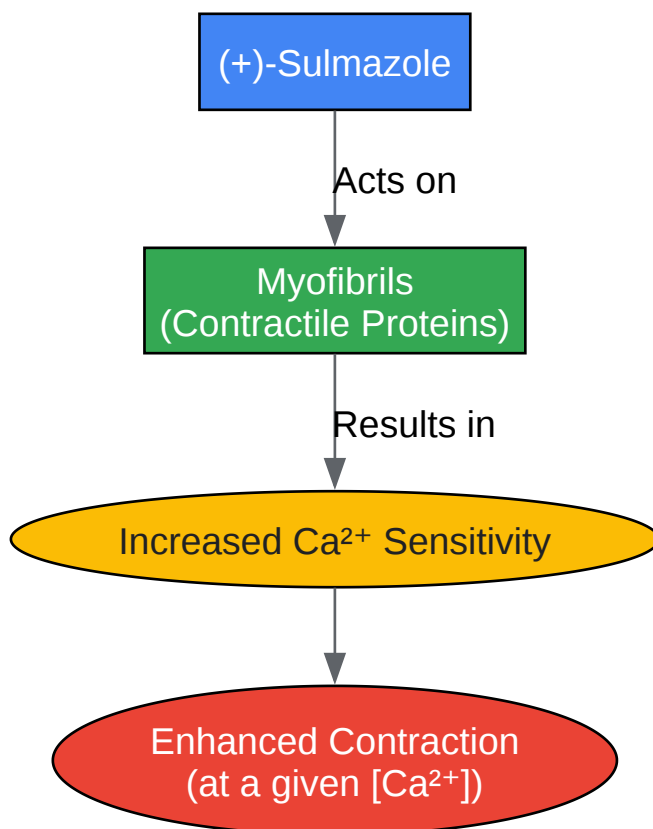 (+)-Sulmazole
Acts on
Myofibrils
(Contractile Proteins)
Results in
Increased Ca²⁺ Sensitivity
Enhanced Contraction
(at a given [Ca²⁺])